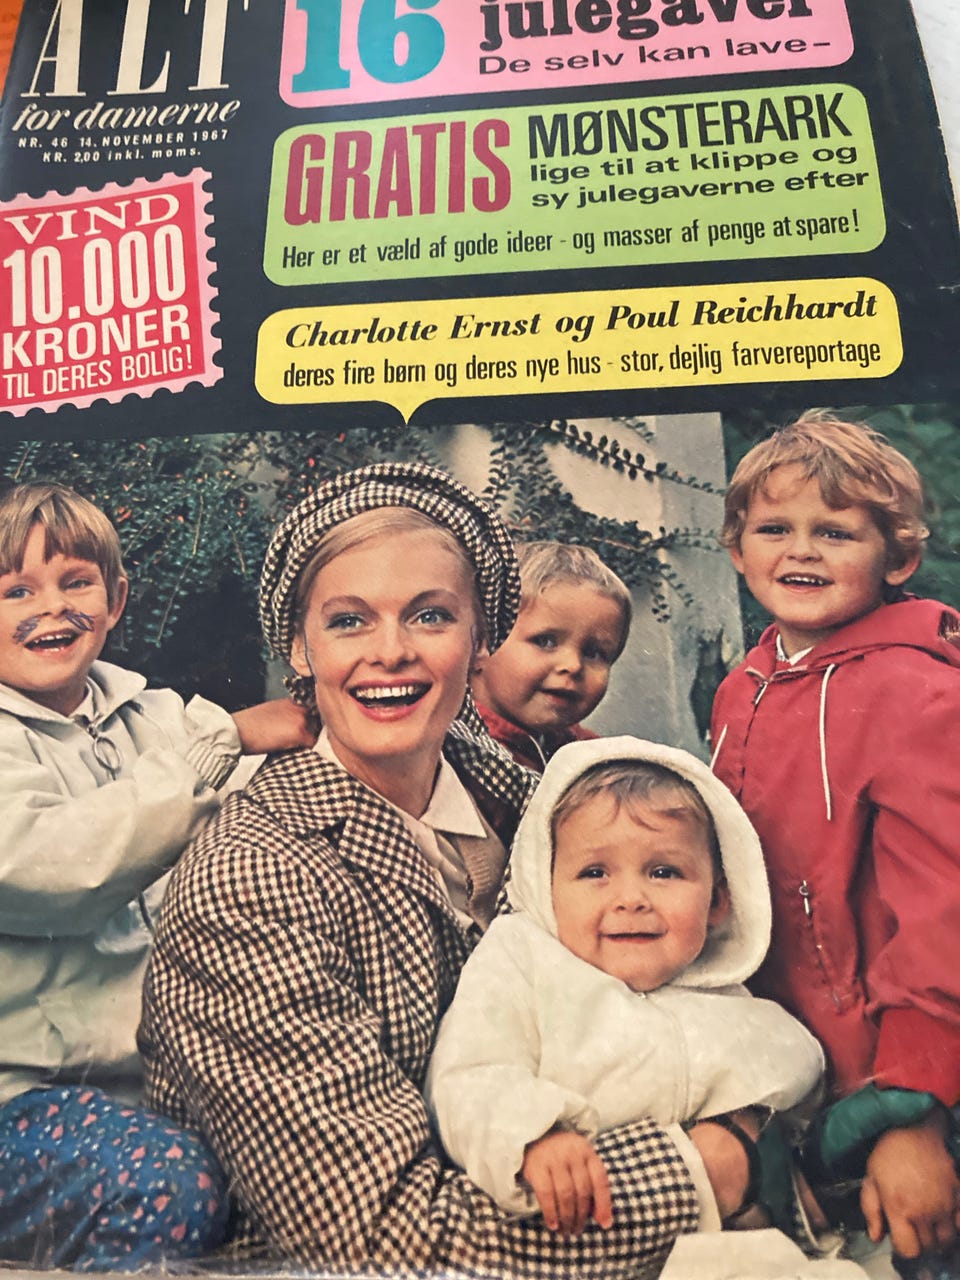 ALT
for damerne
NR. 46 14. NOVEMBER 1967
KR. 2,00 inkl. moms.
16 julegaver
De selv kan lave –
GRATIS MØNSTERARK
lige til at klippe og
sy julegaverne efter
Her er et væld af gode ideer - og masser af penge at spare!
VIND
10.000
KRONER
TIL DERES BOLIG!
Charlotte Ernst og Poul Reichhardt
deres fire børn og deres nye hus - stor, dejlig farvereportage